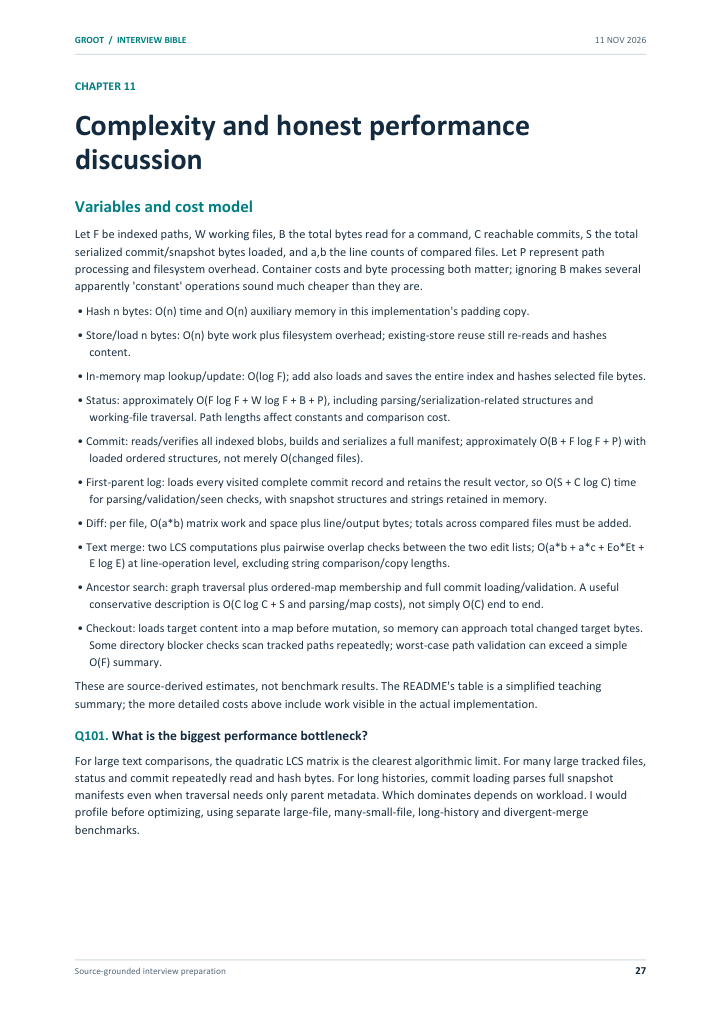 GROOT / INTERVIEW BIBLE
11 NOV 2026
CHAPTER 11
Complexity and honest performance
discussion
Variables and cost model
Let F be indexed paths, W working files, B the total bytes read for a command, C reachable commits, S the total
serialized commit/snapshot bytes loaded, and a,b the line counts of compared files. Let P represent path
processing and filesystem overhead. Container costs and byte processing both matter; ignoring B makes several
apparently 'constant' operations sound much cheaper than they are.
• Hash n bytes: O(n) time and O(n) auxiliary memory in this implementation's padding copy.
• Store/load n bytes: O(n) byte work plus filesystem overhead; existing-store reuse still re-reads and hashes
content.
• In-memory map lookup/update: O(log F); add also loads and saves the entire index and hashes selected file bytes.
• Status: approximately O(F log F + W log F + B + P), including parsing/serialization-related structures and
working-file traversal. Path lengths affect constants and comparison cost.
• Commit: reads/verifies all indexed blobs, builds and serializes a full manifest; approximately O(B + F log F + P) with
loaded ordered structures, not merely O(changed files).
• First-parent log: loads every visited complete commit record and retains the result vector, so O(S + C log C) time
for parsing/validation/seen checks, with snapshot structures and strings retained in memory.
• Diff: per file, O(a*b) matrix work and space plus line/output bytes; totals across compared files must be added.
• Text merge: two LCS computations plus pairwise overlap checks between the two edit lists; O(a*b + a*c + Eo*Et +
E log E) at line-operation level, excluding string comparison/copy lengths.
• Ancestor search: graph traversal plus ordered-map membership and full commit loading/validation. A useful
conservative description is O(C log C + S and parsing/map costs), not simply O(C) end to end.
• Checkout: loads target content into a map before mutation, so memory can approach total changed target bytes.
Some directory blocker checks scan tracked paths repeatedly; worst-case path validation can exceed a simple
O(F) summary.
These are source-derived estimates, not benchmark results. The README's table is a simplified teaching
summary; the more detailed costs above include work visible in the actual implementation.
Q101. What is the biggest performance bottleneck?
For large text comparisons, the quadratic LCS matrix is the clearest algorithmic limit. For many large tracked files,
status and commit repeatedly read and hash bytes. For long histories, commit loading parses full snapshot
manifests even when traversal needs only parent metadata. Which dominates depends on workload. I would
profile before optimizing, using separate large-file, many-small-file, long-history and divergent-merge
benchmarks.
Source-grounded interview preparation
27